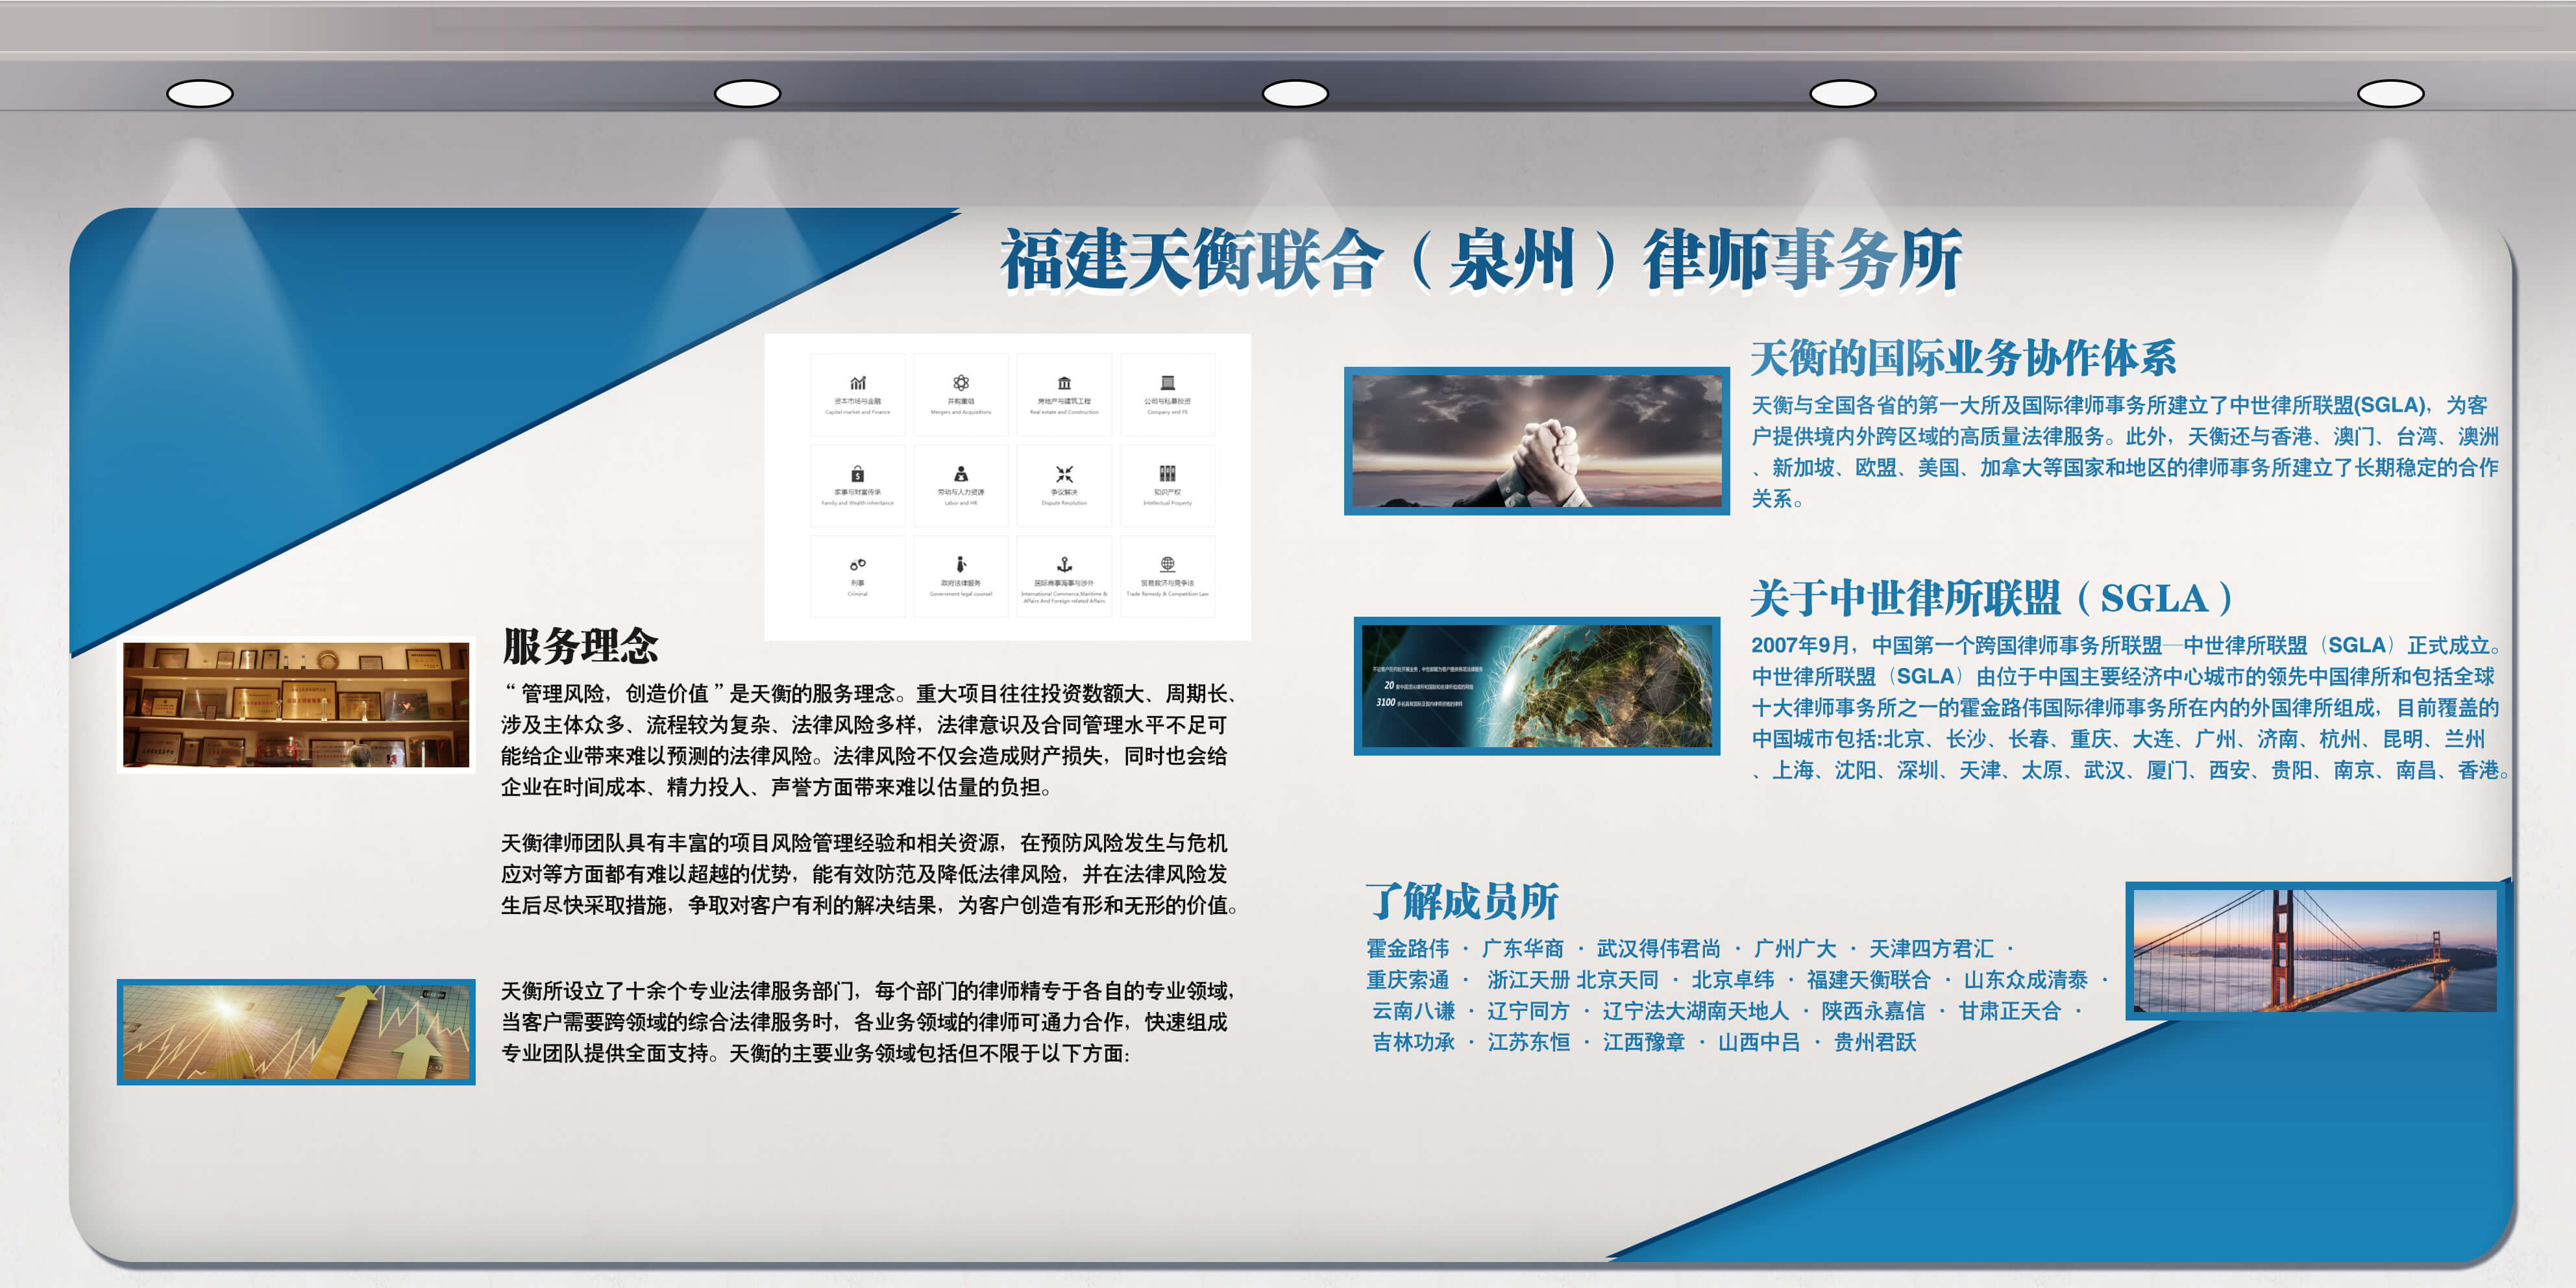 福建天衡联合（泉州）律师事务所
资本市场与金融
Capital market and Finance
并购重组
Mergers and Acquisitions
房地产与建筑工程
Real estate and Construction
公司与私募投资
Company and PE
家事与财富传承
Family and Wealth inheritance
劳动与人力资源
Labor and HR
争议解决
Dispute Resolution
知识产权
Intellectual Property
刑事
Criminal
政府法律服务
Government legal counsel
国际商事海事与涉外
International Commerce,Maritime &
Affairs And Foreign-related Affairs
贸易救济与竞争法
Trade Remedy & Competition Law
服务理念
“管理风险，创造价值”是天衡的服务理念。重大项目往往投资数额大、周期长、
涉及主体众多、流程较为复杂、法律风险多样，法律意识及合同管理水平不足可
能给企业带来难以预测的法律风险。法律风险不仅会造成财产损失，同时也会给
企业在时间成本、精力投入、声誉方面带来难以估量的负担。
天衡律师团队具有丰富的项目风险管理经验和相关资源，在预防风险发生与危机
应对等方面都有难以超越的优势，能有效防范及降低法律风险，并在法律风险发
生后尽快采取措施，争取对客户有利的解决结果，为客户创造有形和无形的价值。
天衡所设立了十余个专业法律服务部门，每个部门的律师精专于各自的专业领域，
当客户需要跨领域的综合法律服务时，各业务领域的律师可通力合作，快速组成
专业团队提供全面支持。天衡的主要业务领域包括但不限于以下方面：
天衡的国际业务协作体系
天衡与全国各省的第一大所及国际律师事务所建立了中世律所联盟(SGLA)，为客
户提供境内外跨区域的高质量法律服务。此外，天衡还与香港、澳门、台湾、澳洲
、新加坡、欧盟、美国、加拿大等国家和地区的律师事务所建立了长期稳定的合作
关系。
关于中世律所联盟（SGLA）
2007年9月，中国第一个跨国律师事务所联盟—中世律所联盟（SGLA）正式成立。
中世律所联盟（SGLA）由位于中国主要经济中心城市的领先中国律所和包括全球
十大律师事务所之一的霍金路伟国际律师事务所在内的外国律所组成，目前覆盖的
中国城市包括:北京、长沙、长春、重庆、大连、广州、济南、杭州、昆明、兰州
、上海、沈阳、深圳、天津、太原、武汉、厦门、西安、贵阳、南京、南昌、香港。
20
3100
了解成员所
霍金路伟 · 广东华商 · 武汉得伟君尚 · 广州广大 · 天津四方君汇 ·
重庆索通 · 浙江天册 北京天同 · 北京卓纬 · 福建天衡联合 · 山东众成清泰 ·
云南八谦 · 辽宁同方 · 辽宁法大湖南天地人 · 陕西永嘉信 · 甘肃正天合 ·
吉林功承 · 江苏东恒 · 江西豫章 · 山西中吕 · 贵州君跃